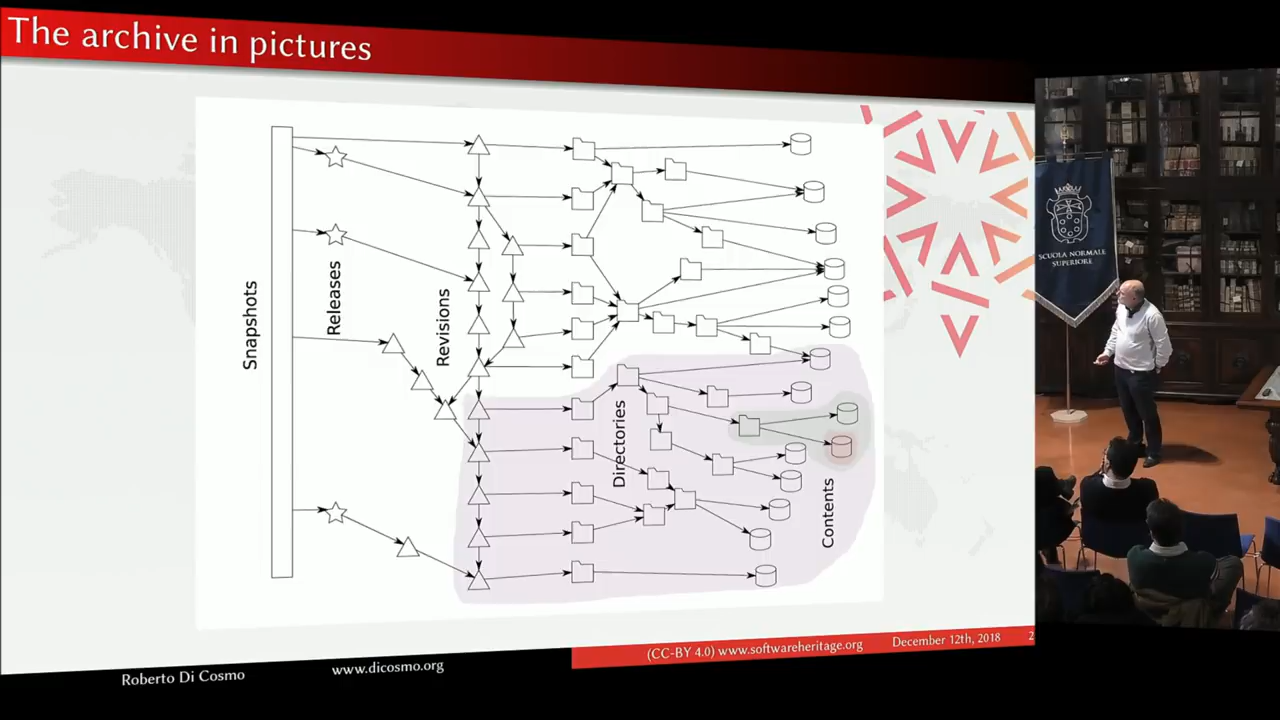 The archive in pictures
Snapshots
Releases
Revisions
Directories
Contents
SCUOLA NORMALE
SUPERIORE
(CC-BY 4.0) www.softwareheritage.org
December 12th, 2018
2
Roberto Di Cosmo
www.dicosmo.org